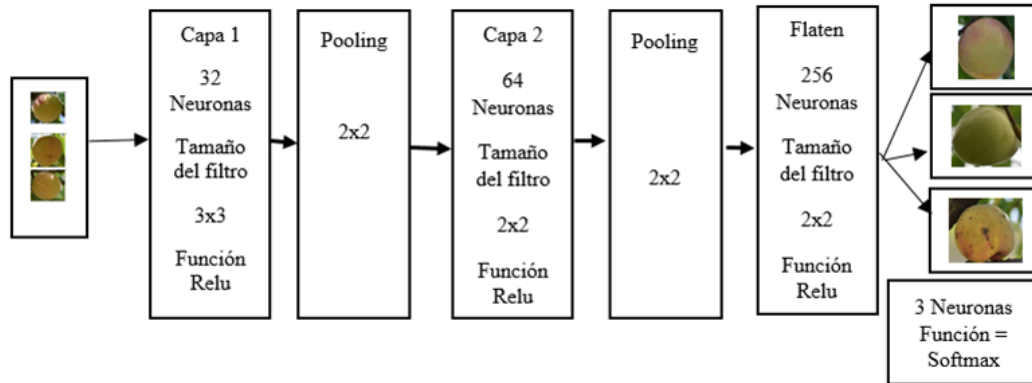 Capa 1
32
Neuronas
Tamaño
del filtro
3x3
Función
Relu
Pooling
2x2
Capa 2
64
Neuronas
Tamaño
del filtro
2x2
Función
Relu
Pooling
2x2
Flaten
256
Neuronas
Tamaño
del filtro
2x2
Función
Relu
3 Neuronas
Función =
Softmax